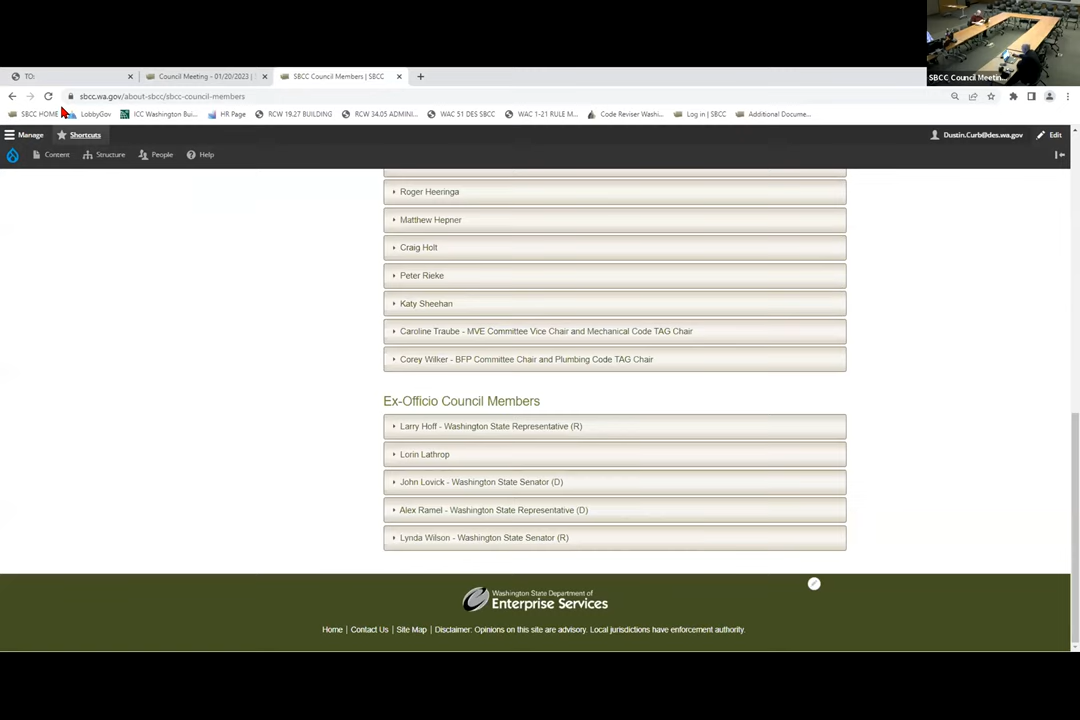 SBCC Council Meetin...
TO:
Council Meeting - 01/20/2023 |
SBCC Council Members | SBCC
sbcc.wa.gov/about-sbcc/sbcc-council-members
SBCC HOME LobbyGov ICC Washington Bui... HR Page RCW 19.27 BUILDING RCW 34.05 ADMINI... WAC 51 DES SBCC WAC 1-21 RULE M... Code Reviser Washi... Log in | SBCC Additional Docume...
Manage Shortcuts Dustin.Curb@des.wa.gov Edit
Content Structure People Help
Roger Heeringa
Matthew Hepner
Craig Holt
Peter Rieke
Katy Sheehan
Caroline Traube - MVE Committee Vice Chair and Mechanical Code TAG Chair
Corey Wilker - BFP Committee Chair and Plumbing Code TAG Chair
Ex-Officio Council Members
Larry Hoff - Washington State Representative (R)
Lorin Lathrop
John Lovick - Washington State Senator (D)
Alex Ramel - Washington State Representative (D)
Lynda Wilson - Washington State Senator (R)
Washington State Department of
Enterprise Services
Home | Contact Us | Site Map | Disclaimer: Opinions on this site are advisory. Local jurisdictions have enforcement authority.